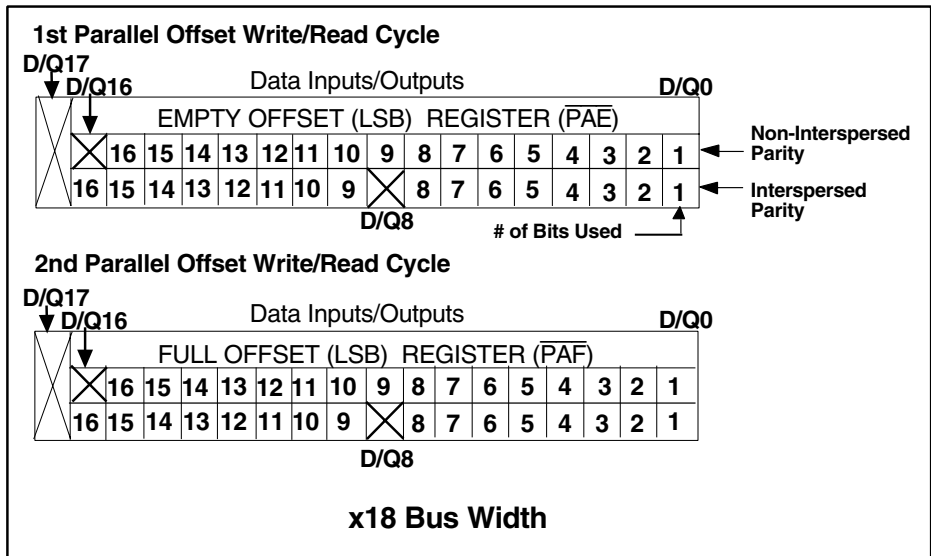 1st Parallel Offset Write/Read Cycle
D/Q17
D/Q16
Data Inputs/Outputs
D/Q0
EMPTY OFFSET (LSB) REGISTER (PAE)
16 15 14 13 12 11 10 9 8 7 6 5 4 3 2 1
Non-Interspersed
Parity
16 15 14 13 12 11 10 9 8 7 6 5 4 3 2 1
Interspersed
Parity
D/Q8
# of Bits Used
2nd Parallel Offset Write/Read Cycle
D/Q17
D/Q16
Data Inputs/Outputs
D/Q0
FULL OFFSET (LSB) REGISTER (PAF)
16 15 14 13 12 11 10 9 8 7 6 5 4 3 2 1
16 15 14 13 12 11 10 9 8 7 6 5 4 3 2 1
D/Q8
x18 Bus Width